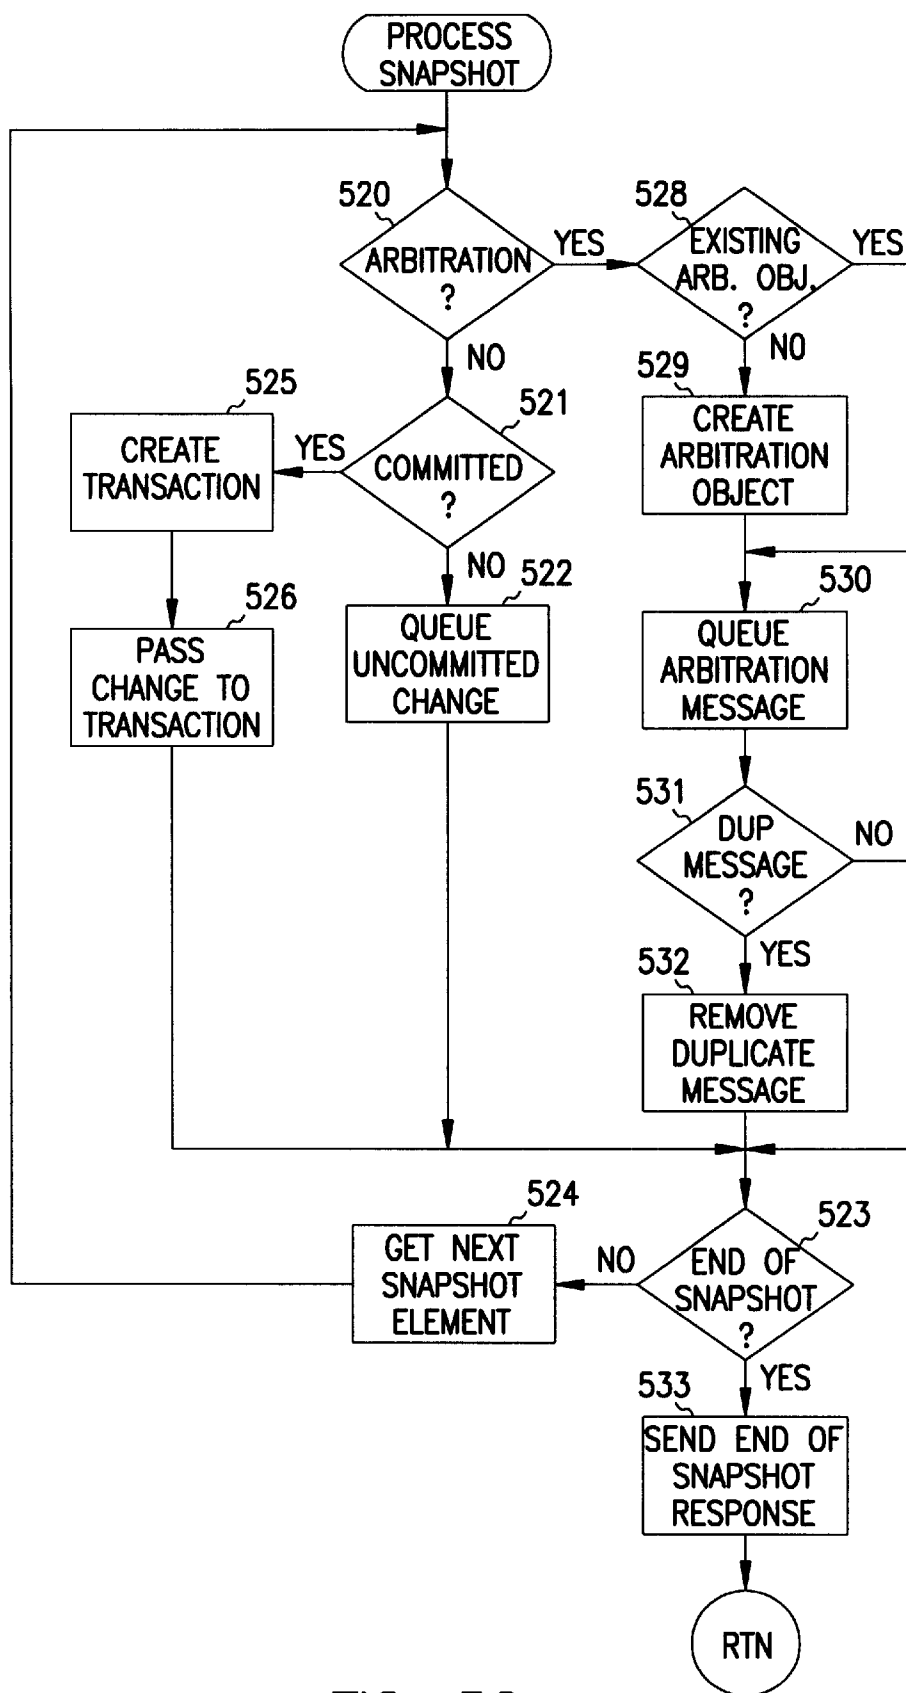 PROCESS
SNAPSHOT
520
ARBITRATION
?
YES
NO
528
EXISTING
ARB. OBJ.
?
YES
NO
529
CREATE
ARBITRATION
OBJECT
521
COMMITTED
?
YES
NO
525
CREATE
TRANSACTION
526
PASS
CHANGE TO
TRANSACTION
522
QUEUE
UNCOMMITTED
CHANGE
530
QUEUE
ARBITRATION
MESSAGE
531
DUP
MESSAGE
?
NO
YES
532
REMOVE
DUPLICATE
MESSAGE
523
END OF
SNAPSHOT
?
NO
YES
524
GET NEXT
SNAPSHOT
ELEMENT
533
SEND END OF
SNAPSHOT
RESPONSE
RTN